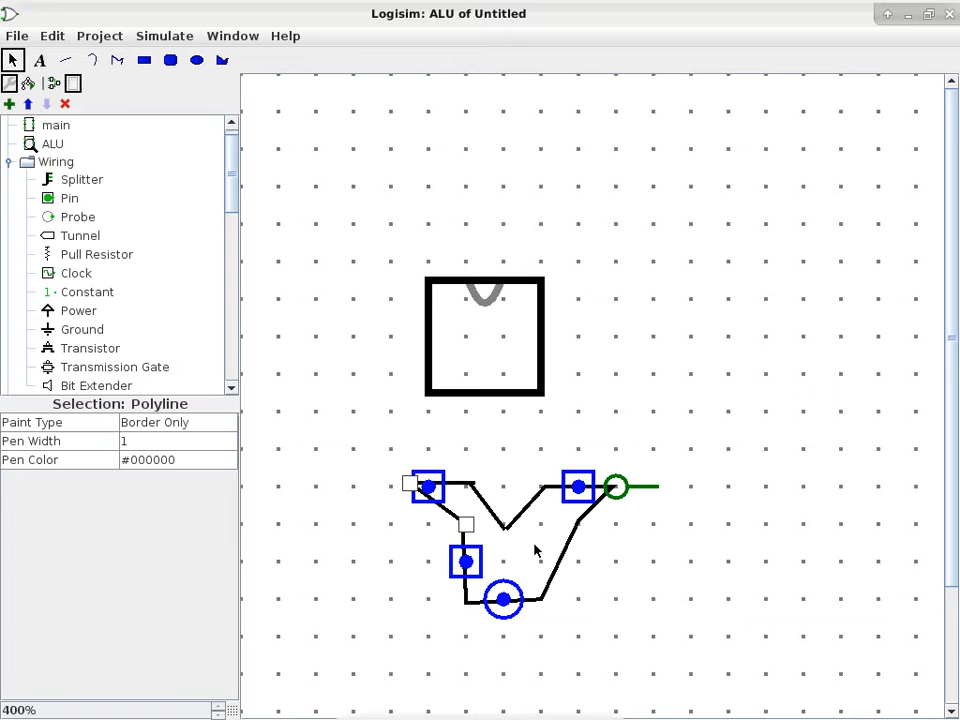 Logisim: ALU of Untitled
File Edit Project Simulate Window Help
A
main
ALU
Wiring
Splitter
Pin
Probe
Tunnel
Pull Resistor
Clock
1 Constant
Power
Ground
Transistor
Transmission Gate
Bit Extender
Selection: Polyline
Paint Type Border Only
Pen Width 1
Pen Color #000000
400%